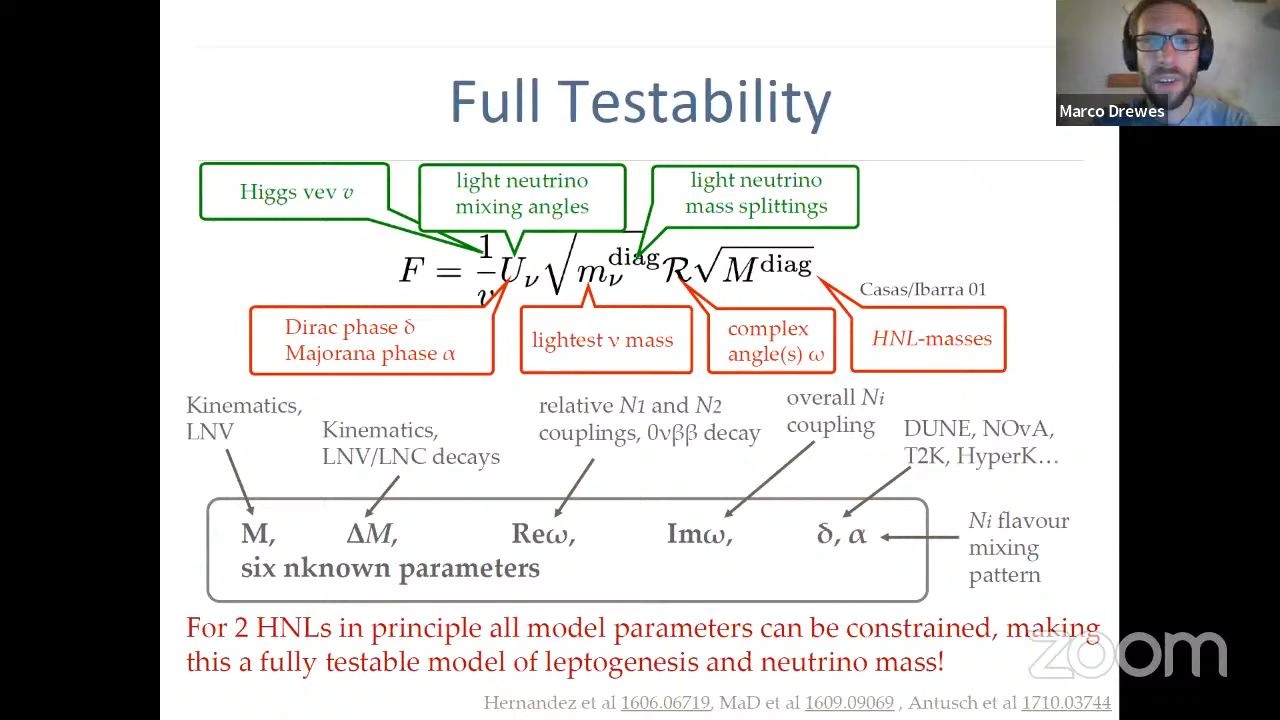 Marco Drewes
Full Testability
Higgs vev v
light neutrino
mixing angles
light neutrino
mass splittings
F = 1/v U_ν √m_ν^diag R √M^diag
Casas/Ibarra 01
Dirac phase δ
Majorana phase α
lightest ν mass
complex
angle(s) ω
HNL-masses
Kinematics,
LNV
Kinematics,
LNV/LNC decays
relative N1 and N2
couplings, 0νββ decay
overall Ni
coupling
DUNE, NOvA,
T2K, HyperK…
M, ΔM, Reω, Imω, δ, α
six nknown parameters
Ni flavour
mixing
pattern
For 2 HNLs in principle all model parameters can be constrained, making
this a fully testable model of leptogenesis and neutrino mass!
zoom
Hernandez et al 1606.06719, MaD et al 1609.09069 , Antusch et al 1710.03744